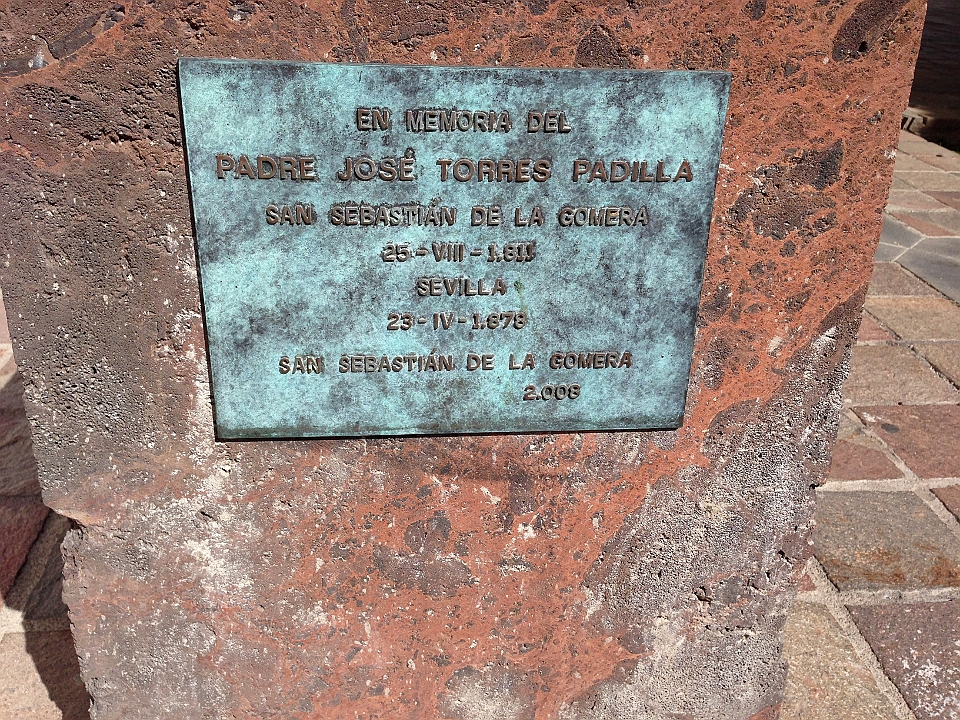 EN MEMORIA DEL
PADRE JOSÉ TORRES PADILLA
SAN SEBASTIÁN DE LA GOMERA
25-VIII-1.811
SEVILLA
23-IV-1.878
SAN SEBASTIÁN DE LA GOMERA
2.008